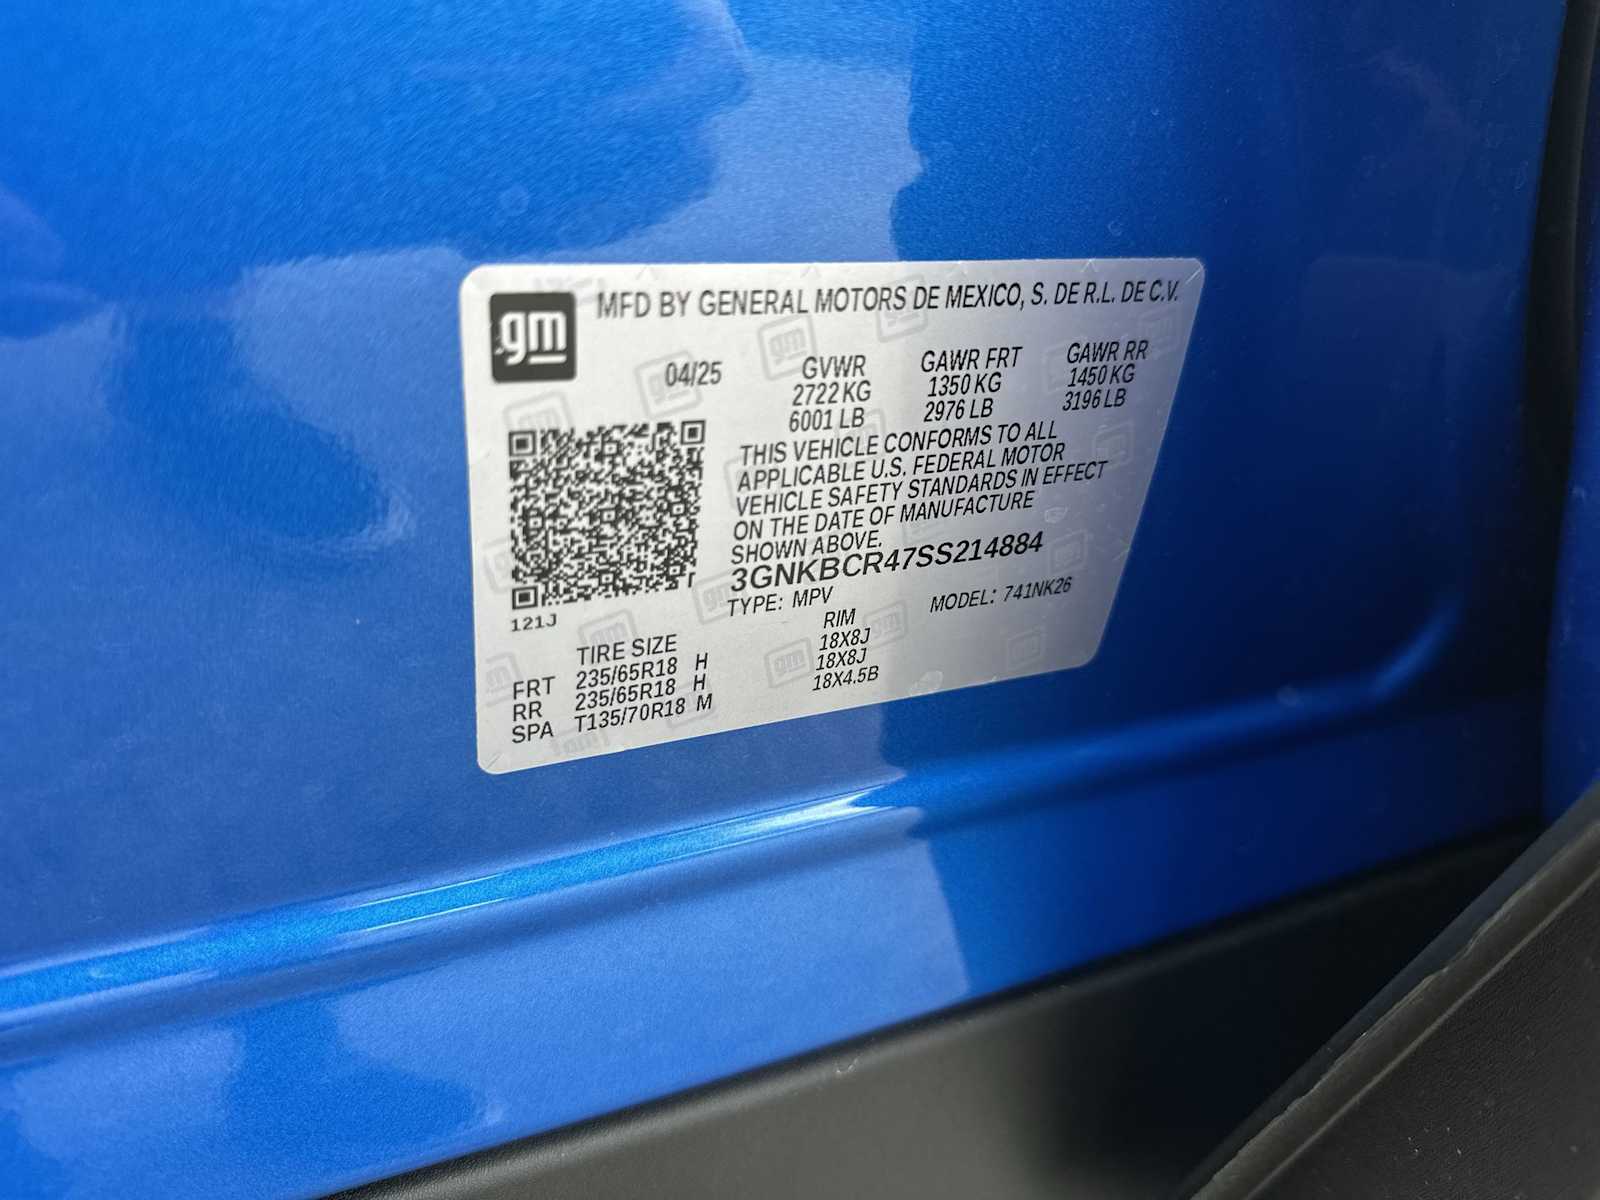 gm
MFD BY GENERAL MOTORS DE MEXICO, S. DE R.L. DE C.V.
04/25
GVWR GAWR FRT GAWR RR
2722 KG 1350 KG 1450 KG
6001 LB 2976 LB 3196 LB
THIS VEHICLE CONFORMS TO ALL
APPLICABLE U.S. FEDERAL MOTOR
VEHICLE SAFETY STANDARDS IN EFFECT
ON THE DATE OF MANUFACTURE
SHOWN ABOVE.
3GNKBCR47SS214884
TYPE: MPV MODEL: 741NK26
121J
TIRE SIZE RIM
FRT 235/65R18 H 18X8J
RR 235/65R18 H 18X8J
SPA T135/70R18 M 18X4.5B